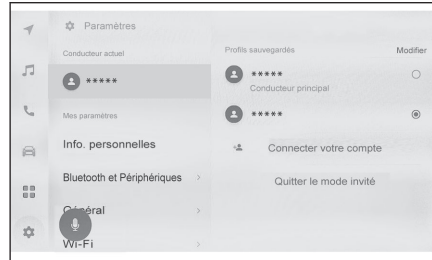 Paramètres
Conducteur actuel
*****
Mes paramètres
Info. personnelles
Bluetooth et Périphériques
Général
Wi-Fi
Profils sauvegardés
Modifier
*****
Conducteur principal
*****
Connecter votre compte
Quitter le mode invité